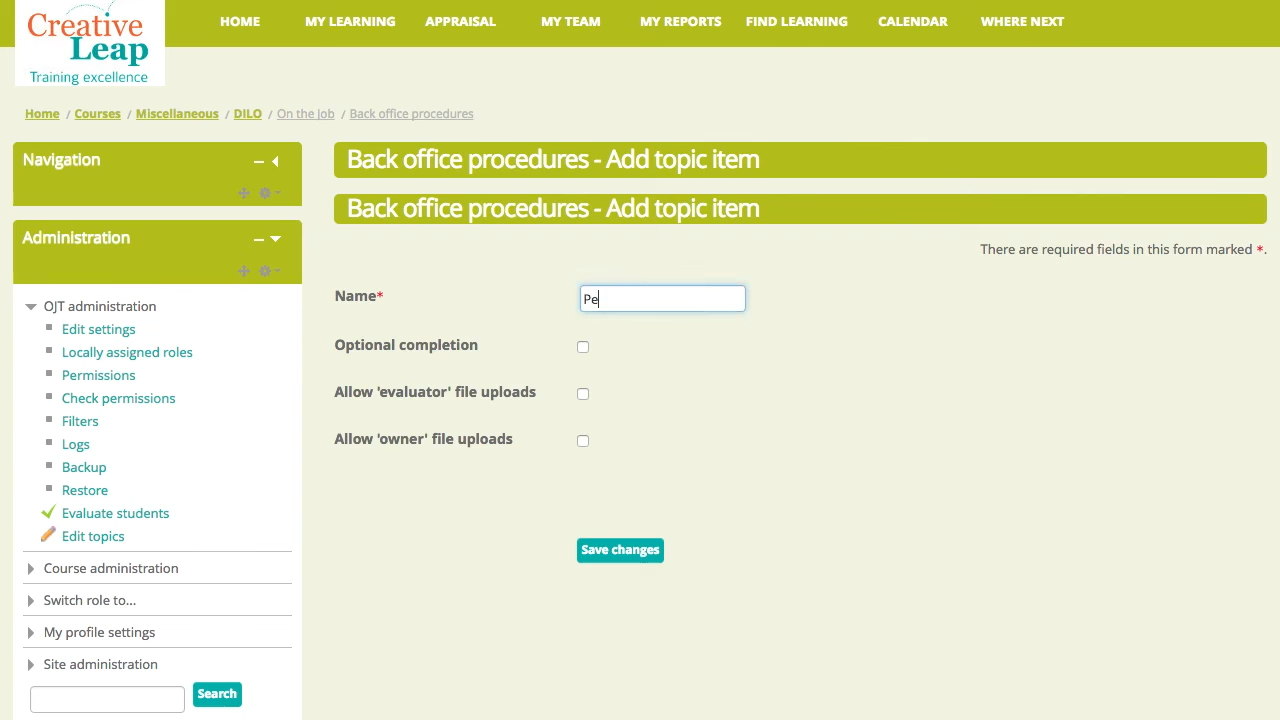 Creative
Leap
Training excellence
HOME MY LEARNING APPRAISAL MY TEAM MY REPORTS FIND LEARNING CALENDAR WHERE NEXT
Home / Courses / Miscellaneous / DILO / On the Job / Back office procedures
Navigation
Administration
OJT administration
Edit settings
Locally assigned roles
Permissions
Check permissions
Filters
Logs
Backup
Restore
Evaluate students
Edit topics
Course administration
Switch role to...
My profile settings
Site administration
Search
Back office procedures - Add topic item
Back office procedures - Add topic item
There are required fields in this form marked *.
Name* Pe
Optional completion
Allow 'evaluator' file uploads
Allow 'owner' file uploads
Save changes